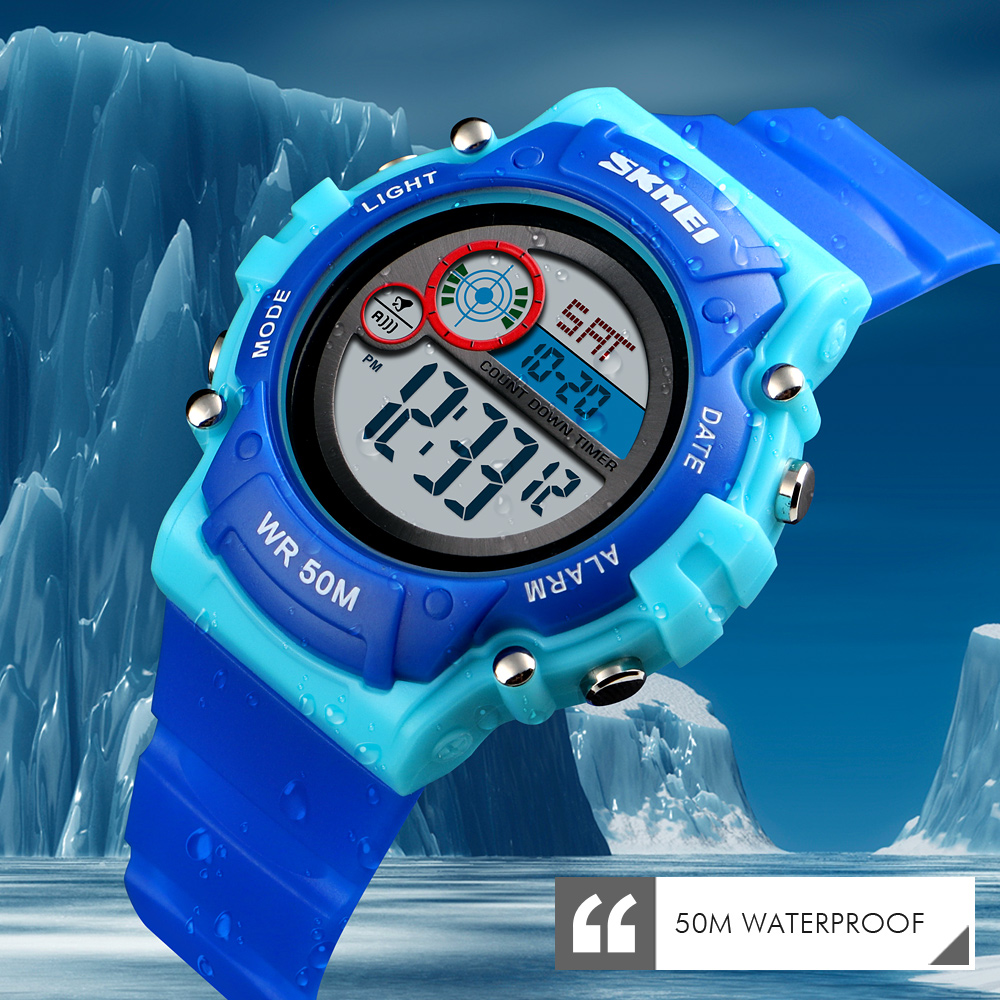 SKMEI
LIGHT
MODE
A))))
SAT
10-20
COUNT DOWN TIMER
PM
12:33 12
DATE
ALARM
WR 50M
50M WATERPROOF